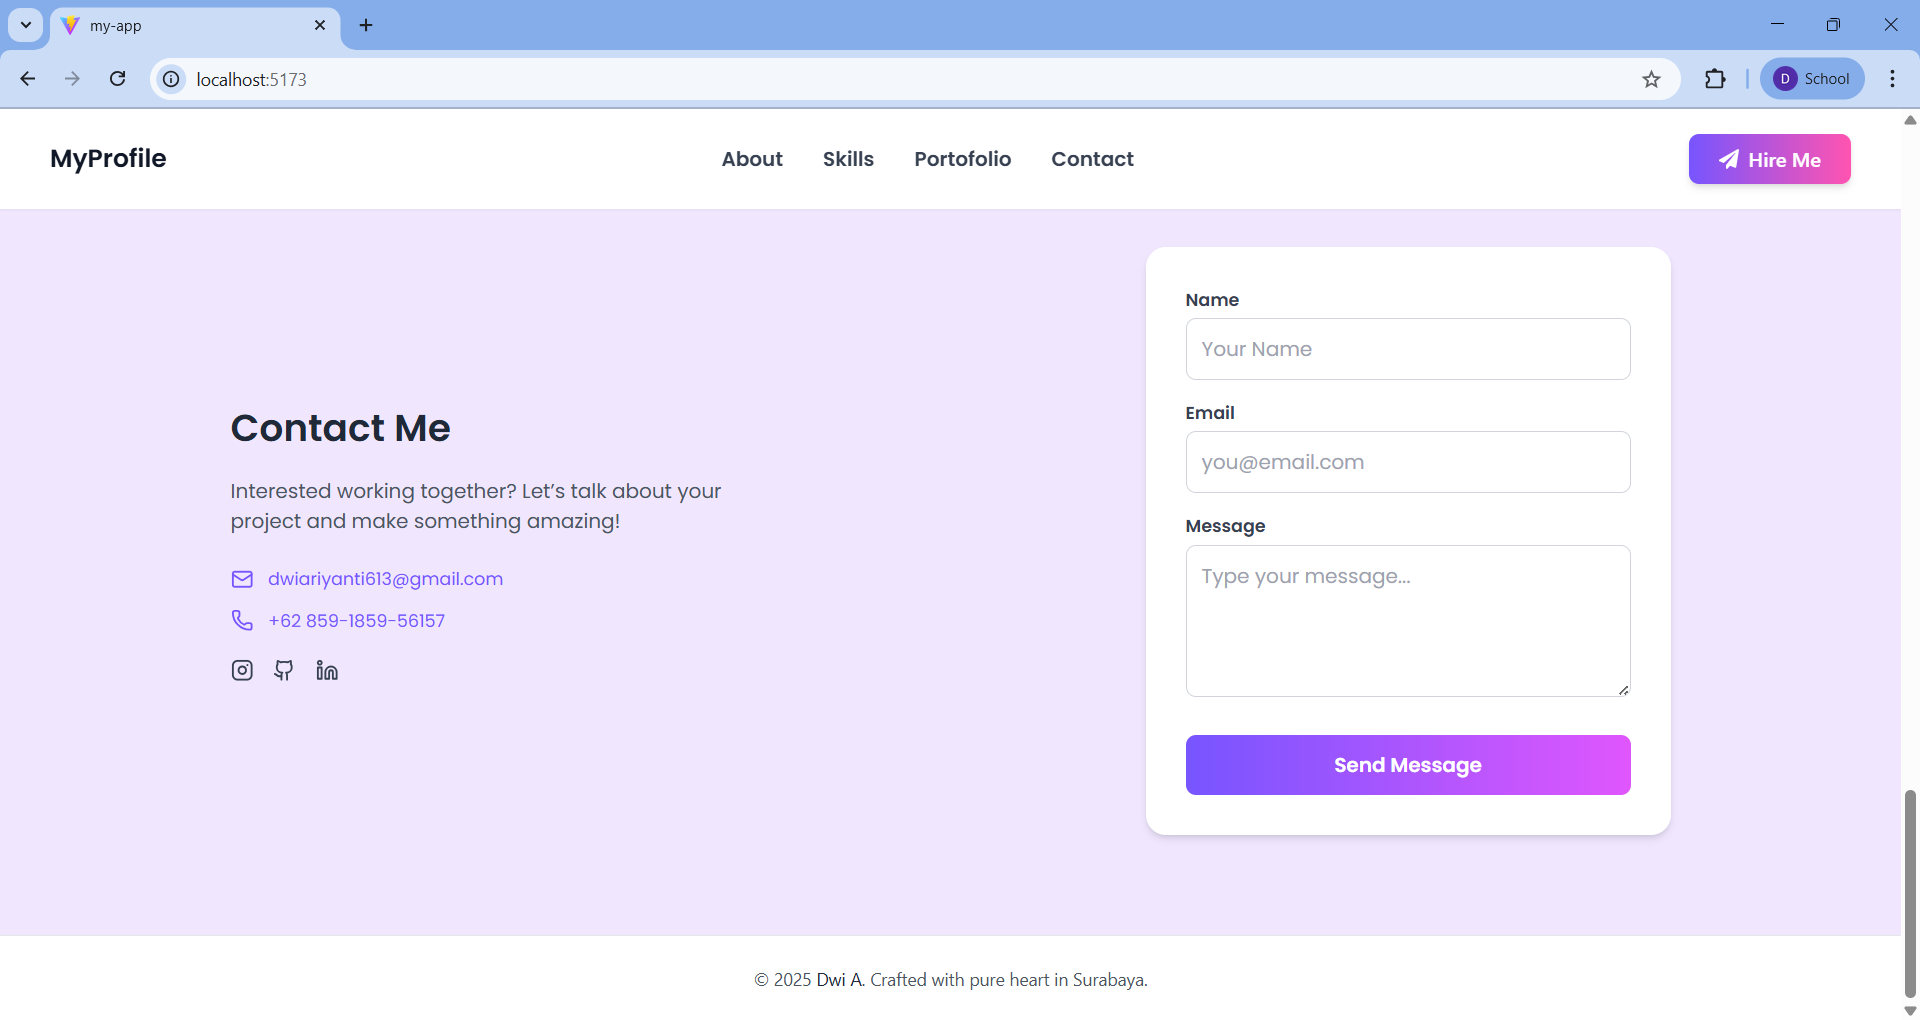 my-app
localhost:5173
D School
MyProfile
About Skills Portofolio Contact
Hire Me
Contact Me
Interested working together? Let’s talk about your
project and make something amazing!
dwiariyanti613@gmail.com
+62 859-1859-56157
Name
Your Name
Email
you@email.com
Message
Type your message...
Send Message
© 2025 Dwi A. Crafted with pure heart in Surabaya.